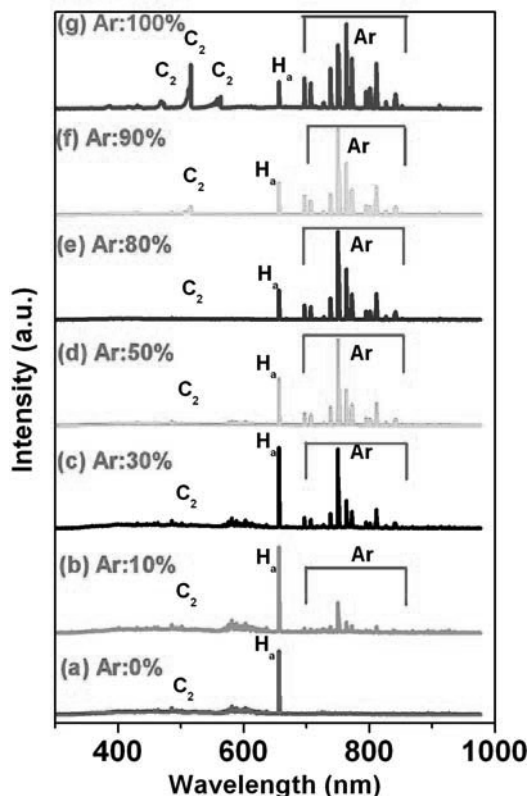 (g) Ar:100%
C₂
C₂
C₂
Hₐ
Ar
(f) Ar:90%
C₂
Hₐ
Ar
(e) Ar:80%
C₂
Hₐ
Ar
(d) Ar:50%
C₂
Hₐ
Ar
(c) Ar:30%
C₂
Hₐ
Ar
(b) Ar:10%
C₂
Hₐ
Ar
(a) Ar:0%
C₂
Hₐ
Intensity (a.u.)
400 600 800 1000
Wavelength (nm)